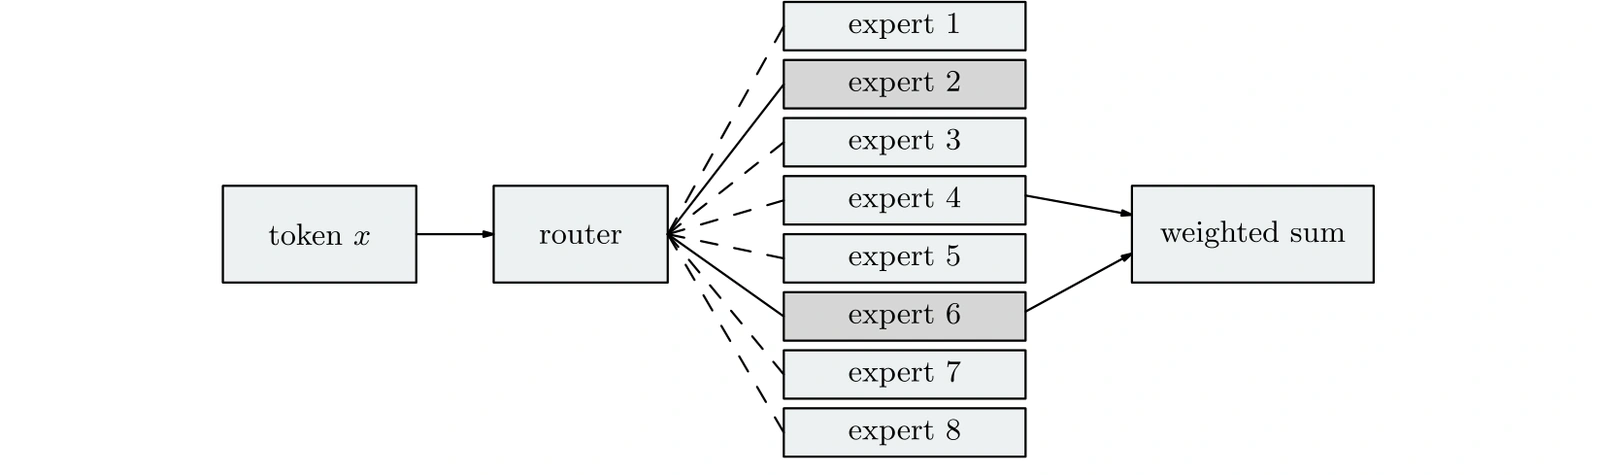 expert 1
expert 2
expert 3
expert 4
expert 5
expert 6
expert 7
expert 8
token x
router
weighted sum